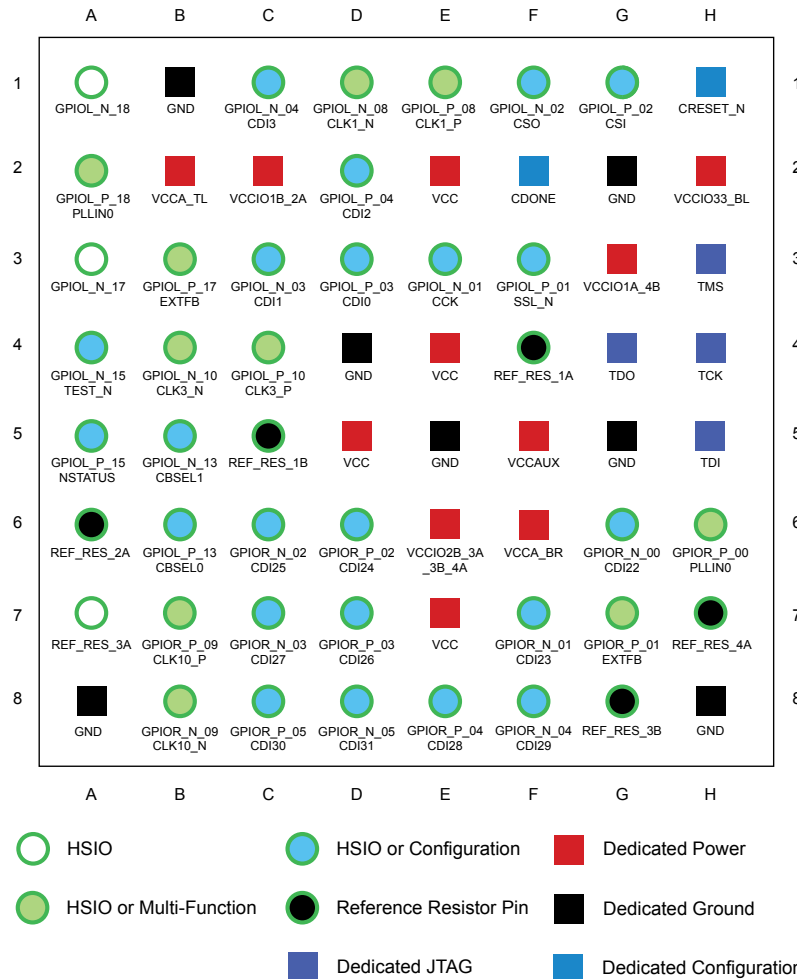 A B C D E F G H
1 1
GPIOL_N_18 GND GPIOL_N_04 GPIOL_N_08 GPIOL_P_08 GPIOL_N_02 GPIOL_P_02 CRESET_N
CDI3 CLK1_N CLK1_P CSO CSI
2 2
GPIOL_P_18 VCCA_TL VCCIO1B_2A GPIOL_P_04 VCC CDONE GND VCCIO33_BL
PLLIN0 CDI2
3 3
GPIOL_N_17 GPIOL_P_17 GPIOL_N_03 GPIOL_P_03 GPIOL_N_01 GPIOL_P_01 VCCIO1A_4B TMS
EXTFB CDI1 CDI0 CCK SSL_N
4 4
GPIOL_N_15 GPIOL_N_10 GPIOL_P_10 GND VCC REF_RES_1A TDO TCK
TEST_N CLK3_N CLK3_P
5 5
GPIOL_P_15 GPIOL_N_13 REF_RES_1B VCC GND VCCAUX GND TDI
NSTATUS CBSEL1
6 6
REF_RES_2A GPIOL_P_13 GPIOR_N_02 GPIOR_P_02 VCCIO2B_3A VCCA_BR GPIOR_N_00 GPIOR_P_00
CBSEL0 CDI25 CDI24 _3B_4A CDI22 PLLIN0
7 7
REF_RES_3A GPIOR_P_09 GPIOR_N_03 GPIOR_P_03 VCC GPIOR_N_01 GPIOR_P_01 REF_RES_4A
CLK10_P CDI27 CDI26 CDI23 EXTFB
8 8
GND GPIOR_N_09 GPIOR_P_05 GPIOR_N_05 GPIOR_P_04 GPIOR_N_04 REF_RES_3B GND
CLK10_N CDI30 CDI31 CDI28 CDI29
A B C D E F G H
HSIO HSIO or Configuration Dedicated Power
HSIO or Multi-Function Reference Resistor Pin Dedicated Ground
Dedicated JTAG Dedicated Configuration